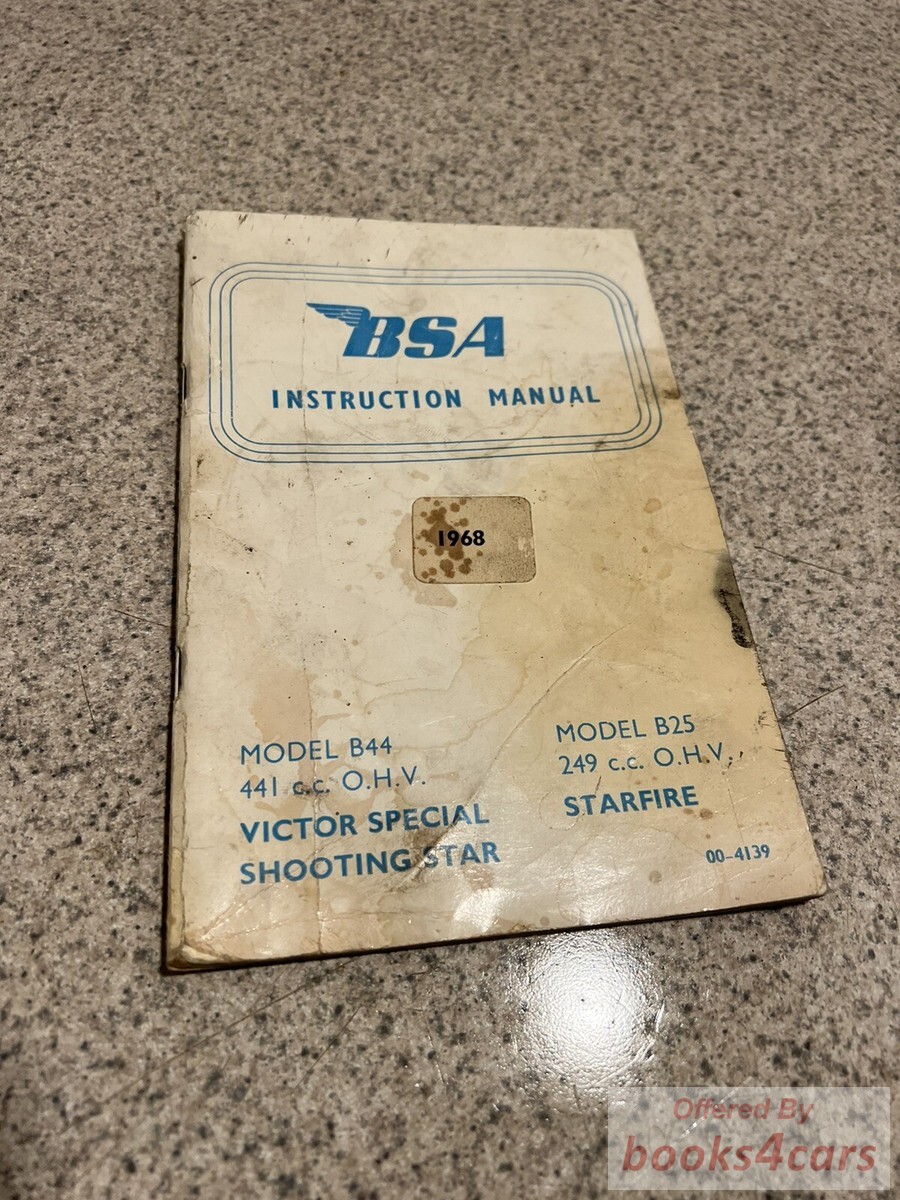 BSA
INSTRUCTION MANUAL
1968
MODEL B44
441 c.c. O.H.V.
VICTOR SPECIAL
SHOOTING STAR
MODEL B25
249 c.c. O.H.V.
STARFIRE
00-4139
Offered By
books4cars